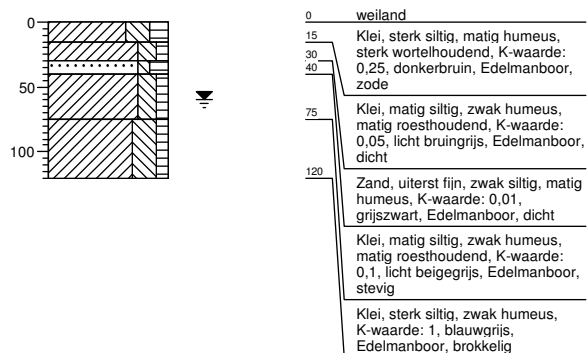 0
50
100
0
weiland
15
Klei, sterk siltig, matig humeus,
sterk wortelhoudend, K-waarde:
0,25, donkerbruin, Edelmanboor,
zode
30
40
Klei, matig siltig, zwak humeus,
matig roesthoudend, K-waarde:
0,05, licht bruingrijs, Edelmanboor,
dicht
75
Zand, uiterst fijn, zwak siltig, matig
humeus, K-waarde: 0,01,
grijszwart, Edelmanboor, dicht
120
Klei, matig siltig, zwak humeus,
matig roesthoudend, K-waarde:
0,1, licht beigegrijs, Edelmanboor,
stevig
Klei, sterk siltig, zwak humeus,
K-waarde: 1, blauwgrijs,
Edelmanboor, brokkelig